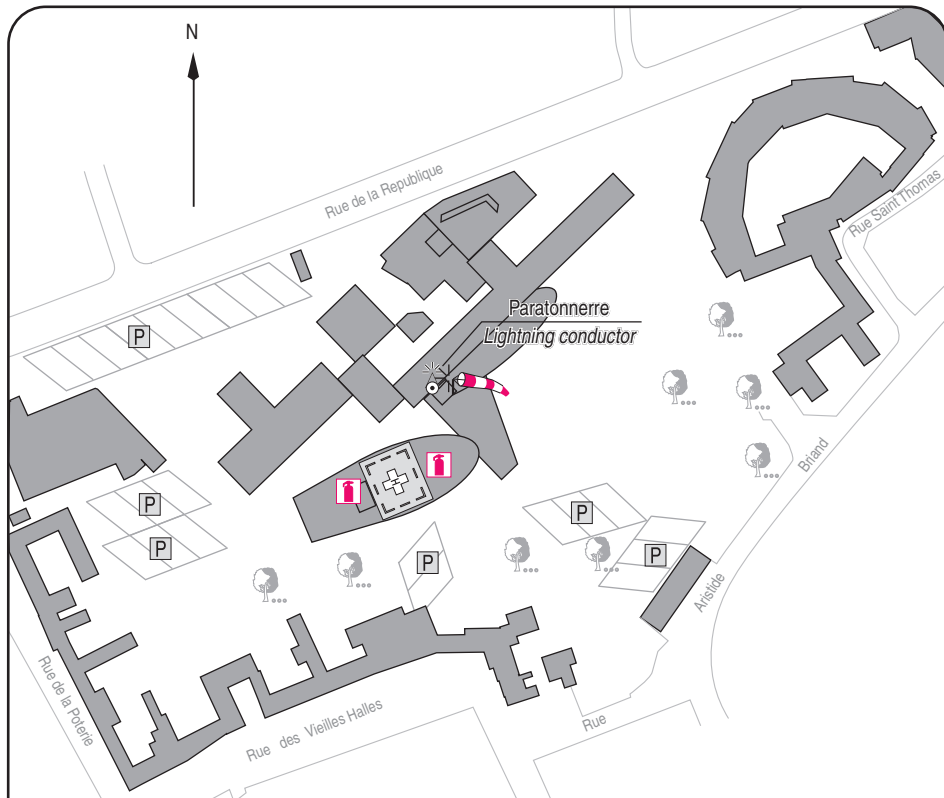 N
Rue de la Republique
Rue Saint Thomas
Paratonnerre
Lightning conductor
P
Briand
P
P
P
P
P
H
Aristide
Rue de la Poterie
Rue des Vieilles Halles
Rue